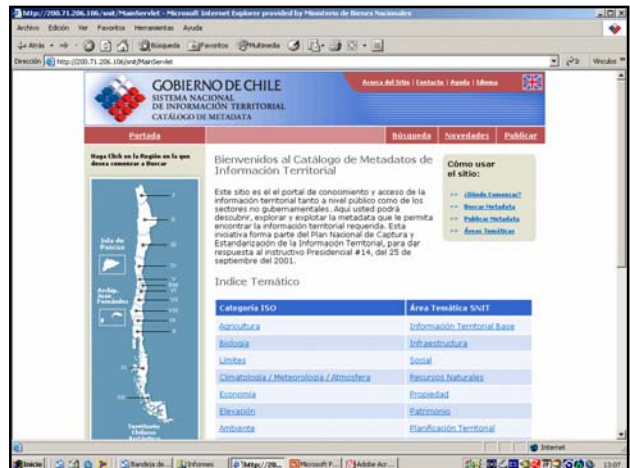 http://200.71.206.106/snit/MainServlet - Microsoft Internet Explorer provided by Ministerio de Bienes Nacionales
Archivo Edición Ver Favoritos Herramientas Ayuda
Atrás Búsqueda Favoritos Multimedia
Dirección http://200.71.206.106/snit/MainServlet Vínculos
GOBIERNO DE CHILE
SISTEMA NACIONAL
DE INFORMACIÓN TERRITORIAL
CATÁLOGO DE METADATA
Acerca del Sitio | Contacto | Ayuda | Idioma
Portada Búsqueda Novedades Publicar
Haga Click en la Región en la que
desea comenzar a Buscar
Isla de
Pascua
Archip.
Juan
Fernández
Territorio
Chileno
Antártico
Bienvenidos al Catálogo de Metadatos de
Información Territorial
Este sitio es el el portal de conocimiento y acceso de la
información territorial tanto a nivel público como de los
sectores no gubernamentales. Aqui usted podrá
descubrir, explorar y explotar la metadata que le permita
encontrar la información territorial requerida. Esta
iniciativa forma parte del Plan Nacional de Captura y
Estandarización de la Información Territorial, para dar
respuesta al instructivo Presidencial #14, del 25 de
septiembre del 2001.
Cómo usar
el sitio:
>> ¿Dónde Comenzar?
>> Buscar Metadata
>> Publicar Metadata
>> Áreas Temáticas
Indice Temático
Categoría ISO Área Temática SNIT
Agricultura Información Territorial Base
Biología Infraestructura
Límites Social
Climatología / Meteorología / Atmosfera Recursos Naturales
Economía Propiedad
Elevación Patrimonio
Ambiente Planificación Territorial
Internet
Inicio Bandeja de... Informes http://20... Microsoft P... Adobe Acr... 13:07